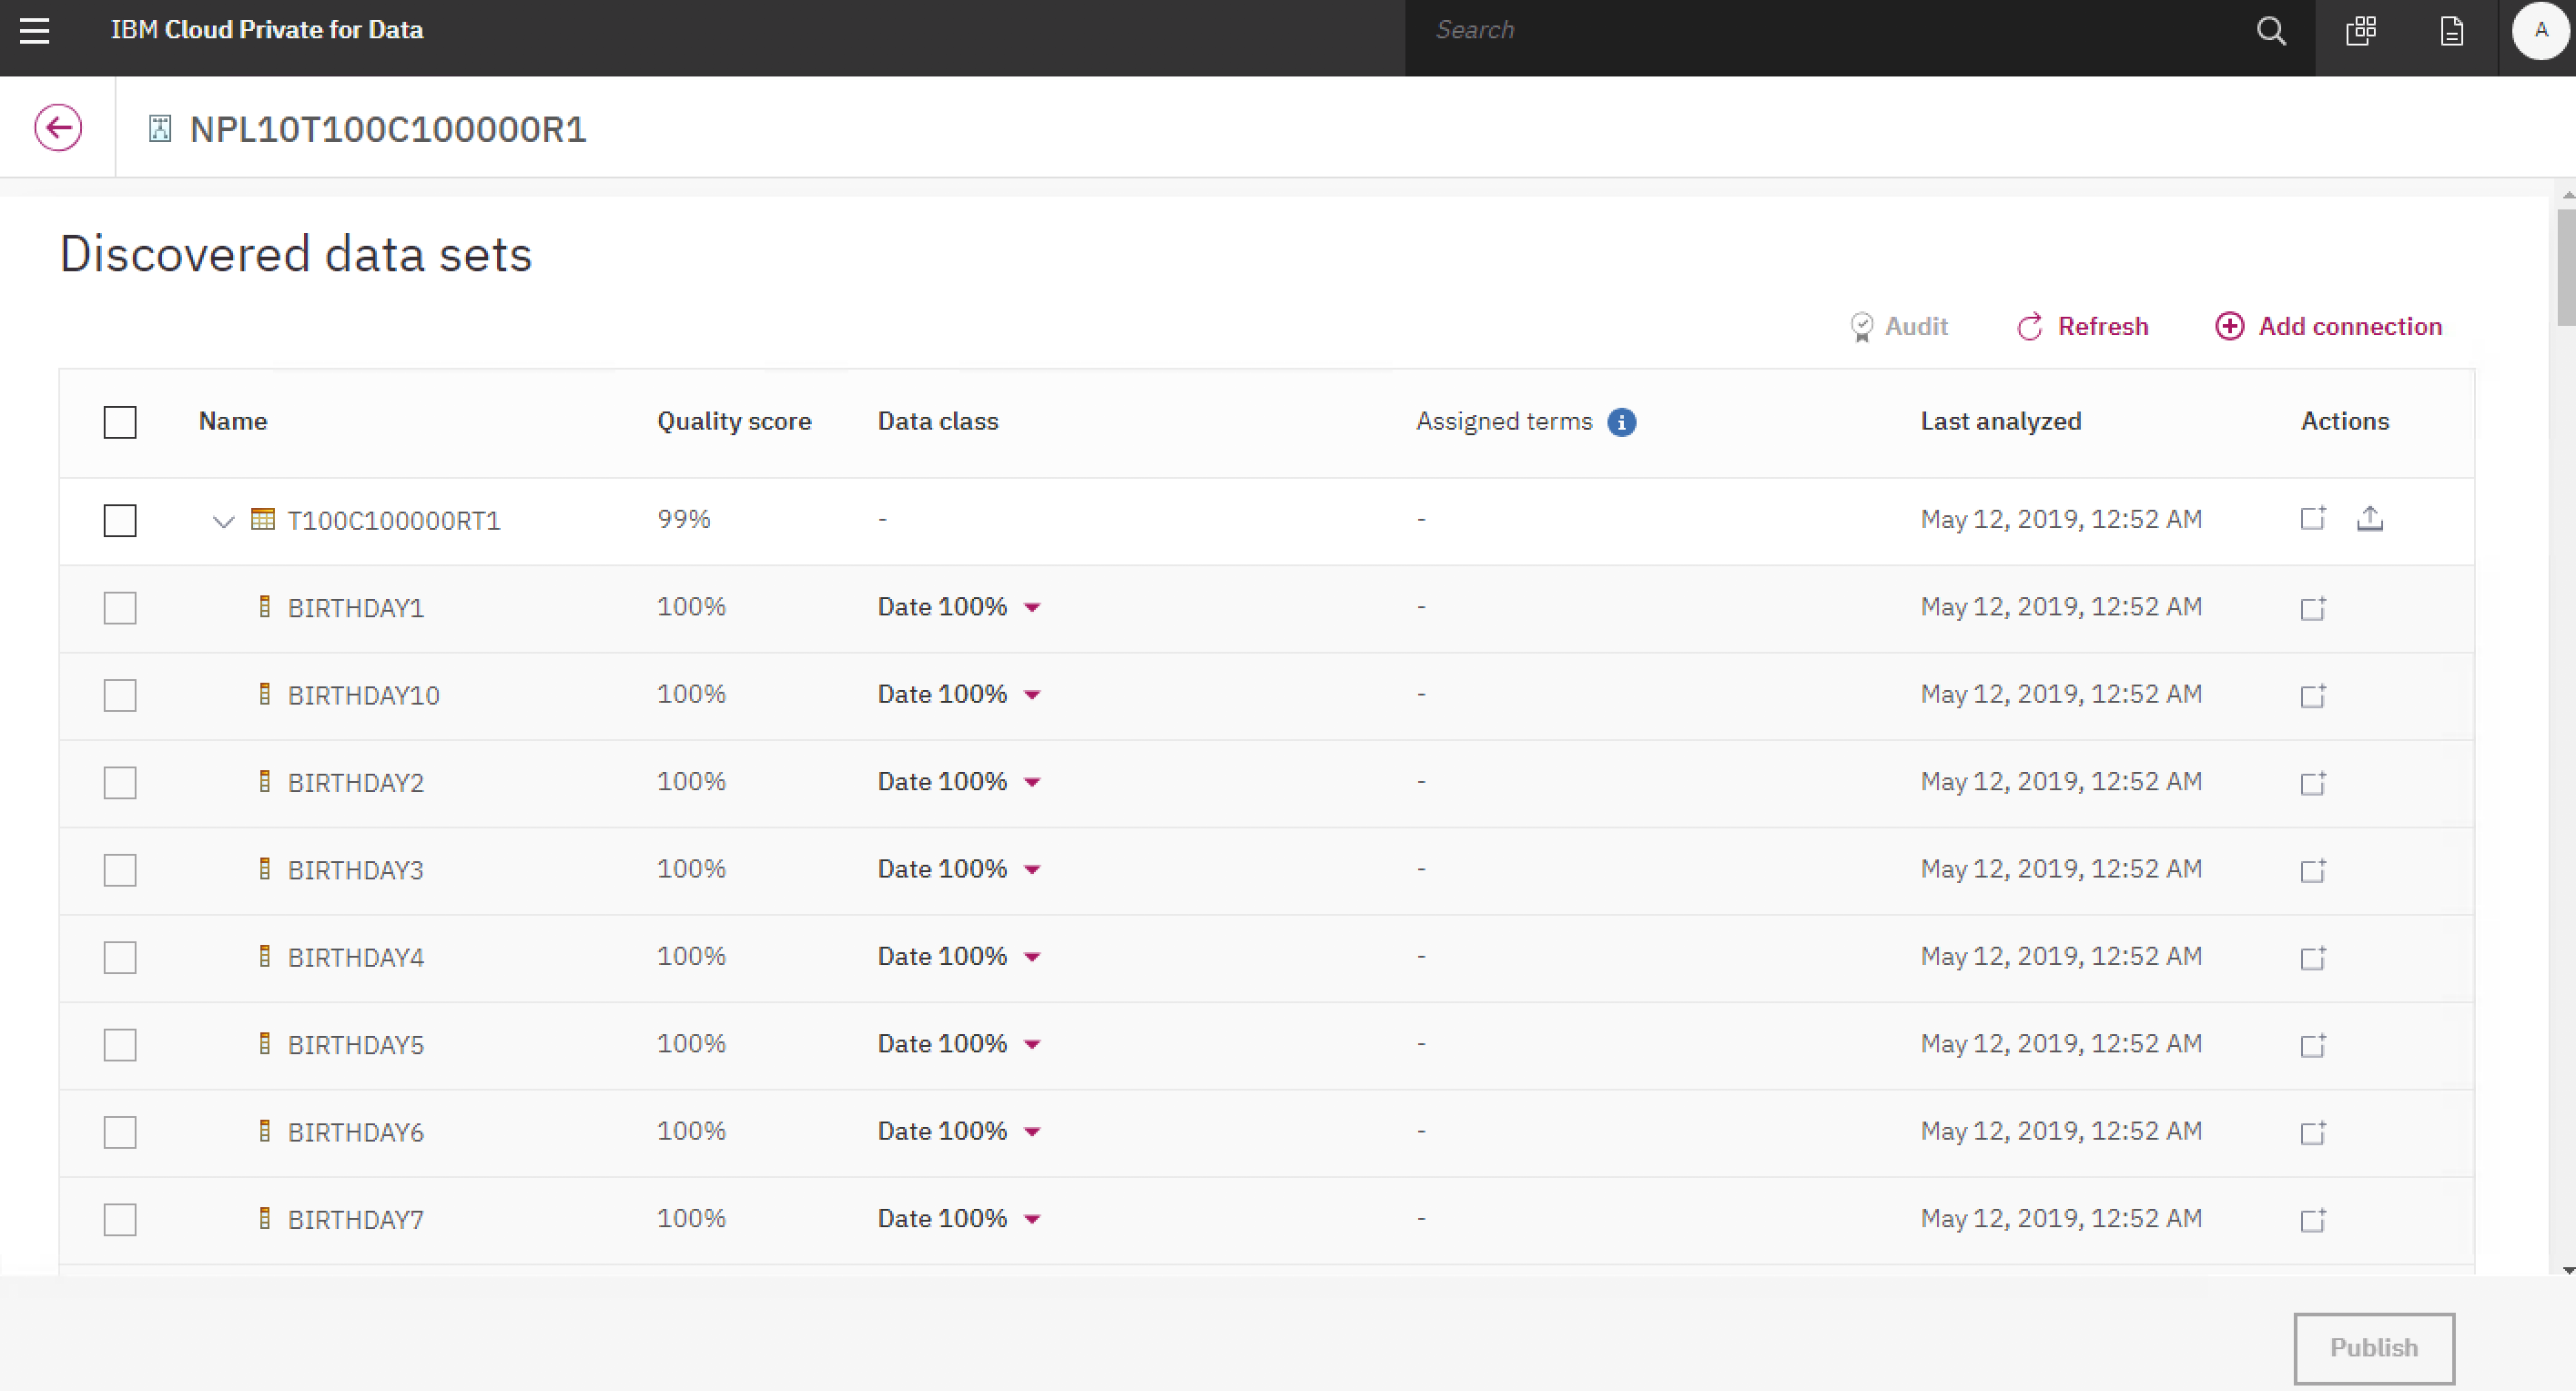 IBM Cloud Private for Data
Search
A
NPL10T100C100000R1
Discovered data sets
Audit Refresh Add connection
Name Quality score Data class Assigned terms Last analyzed Actions
T100C100000RT1 99% - - May 12, 2019, 12:52 AM
BIRTHDAY1 100% Date 100% - May 12, 2019, 12:52 AM
BIRTHDAY10 100% Date 100% - May 12, 2019, 12:52 AM
BIRTHDAY2 100% Date 100% - May 12, 2019, 12:52 AM
BIRTHDAY3 100% Date 100% - May 12, 2019, 12:52 AM
BIRTHDAY4 100% Date 100% - May 12, 2019, 12:52 AM
BIRTHDAY5 100% Date 100% - May 12, 2019, 12:52 AM
BIRTHDAY6 100% Date 100% - May 12, 2019, 12:52 AM
BIRTHDAY7 100% Date 100% - May 12, 2019, 12:52 AM
Publish